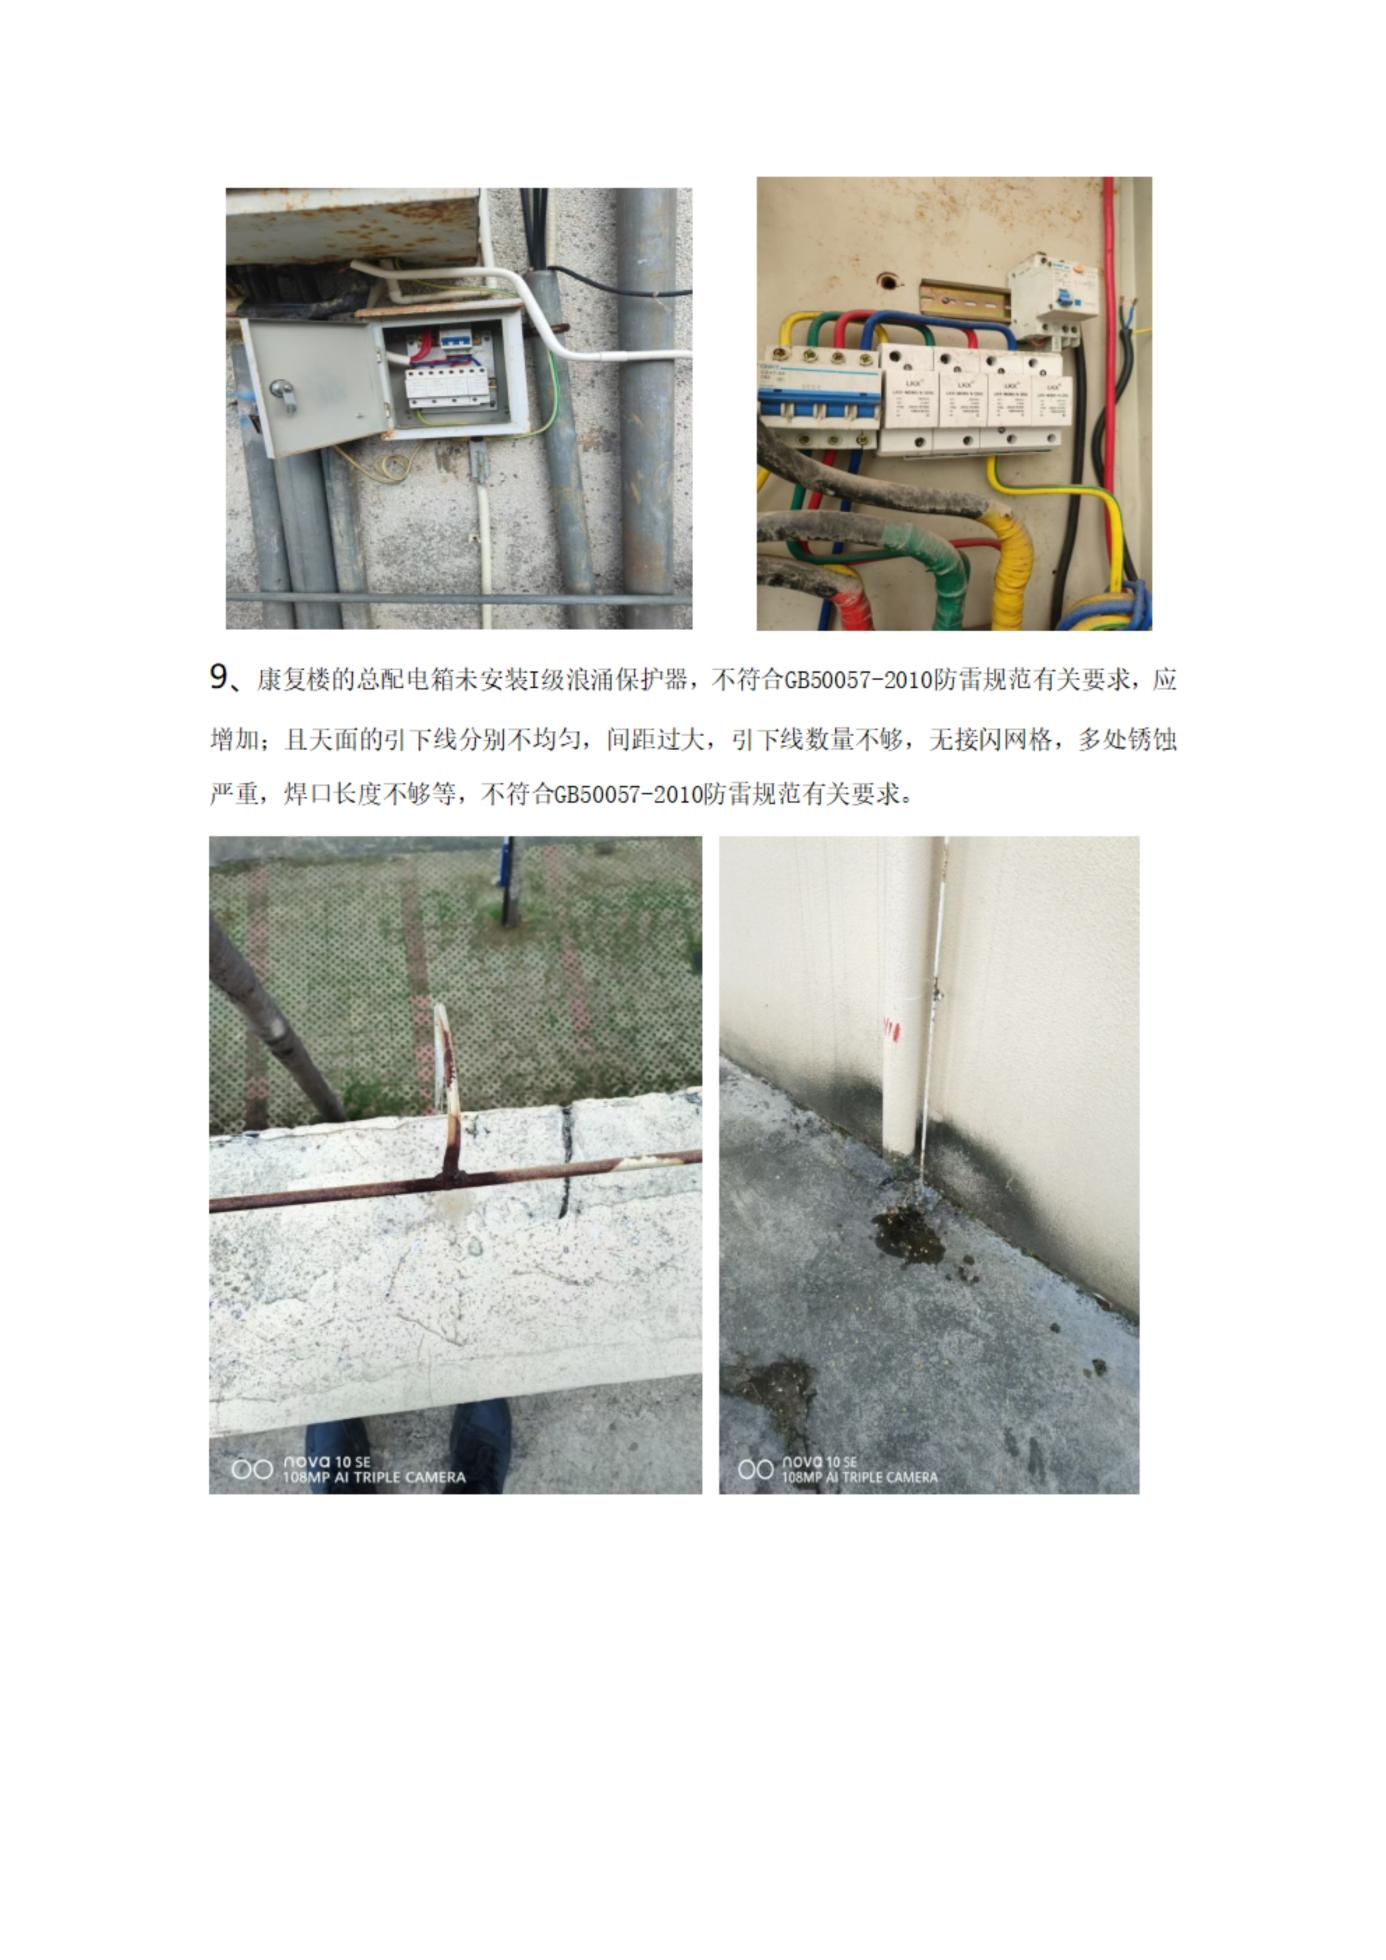 LKX
LKX
LKX
LKX
9、康复楼的总配电箱未安装I级浪涌保护器，不符合GB50057-2010防雷规范有关要求，应
增加；且天面的引下线分别不均匀，间距过大，引下线数量不够，无接闪网格，多处锈蚀
严重，焊口长度不够等，不符合GB50057-2010防雷规范有关要求。
nova 10 SE
108MP AI TRIPLE CAMERA
nova 10 SE
108MP AI TRIPLE CAMERA